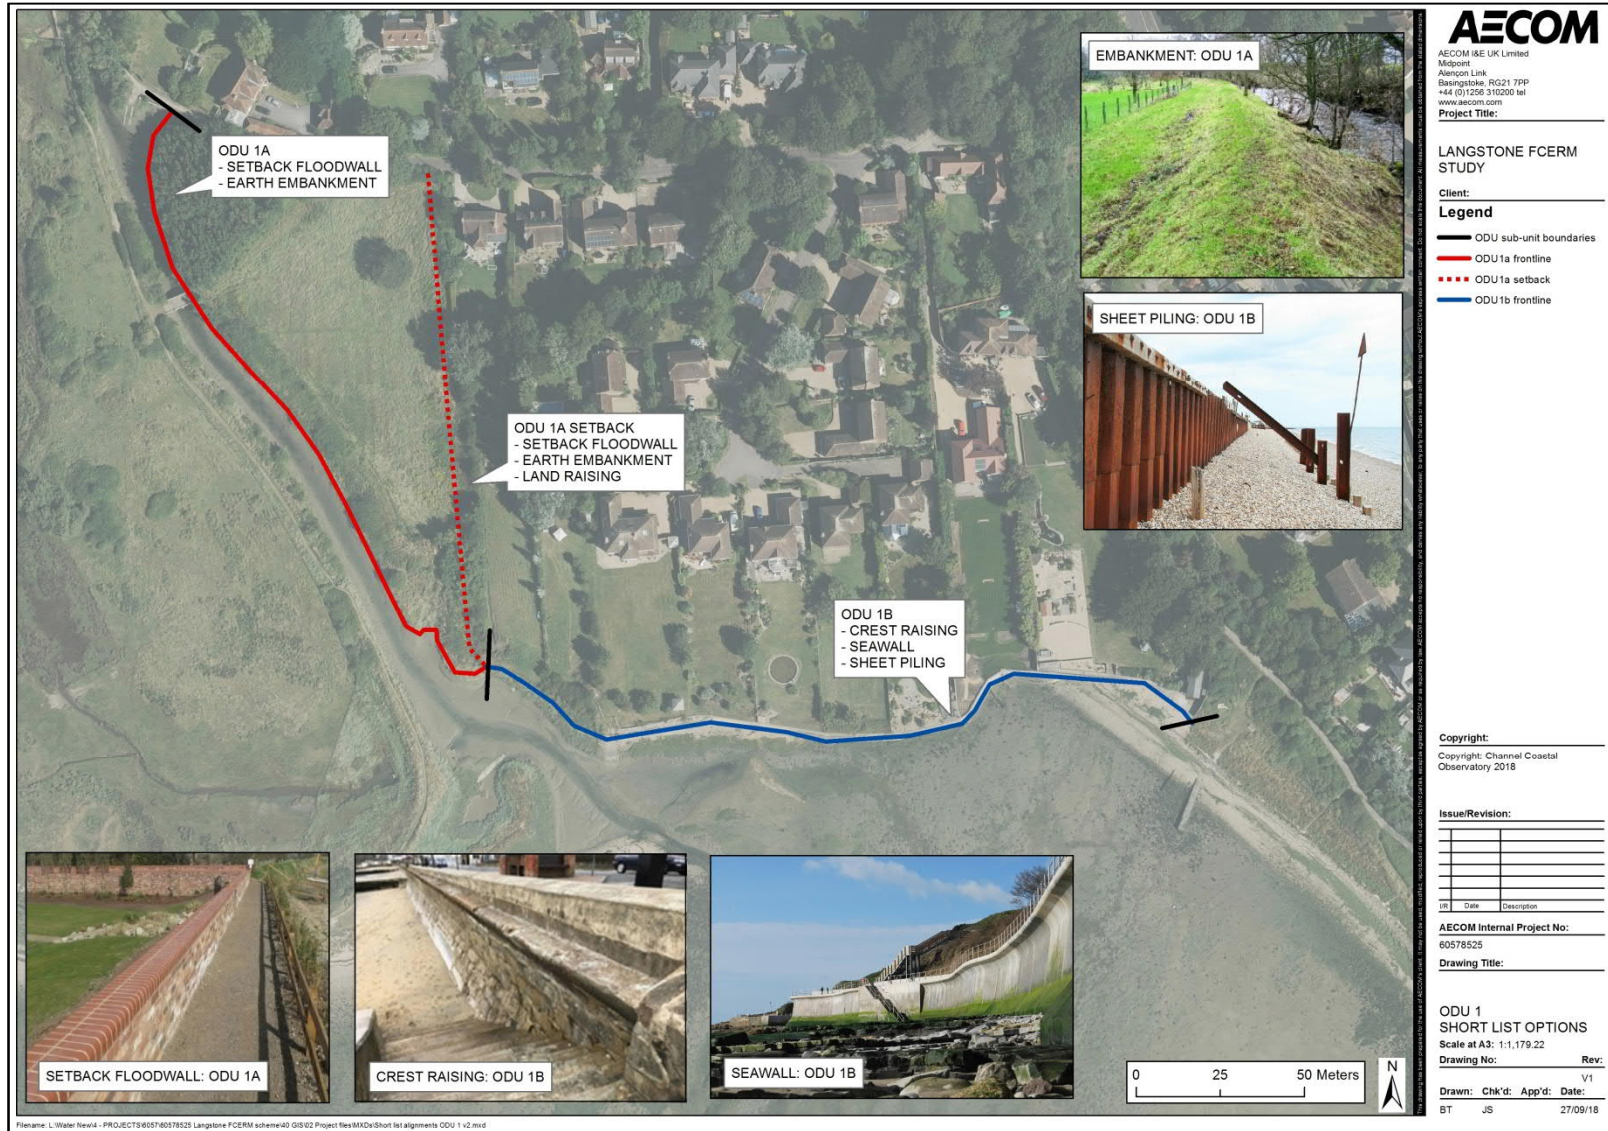 EMBANKMENT: ODU 1A
ODU 1A
- SETBACK FLOODWALL
- EARTH EMBANKMENT
SHEET PILING: ODU 1B
ODU 1A SETBACK
- SETBACK FLOODWALL
- EARTH EMBANKMENT
- LAND RAISING
ODU 1B
- CREST RAISING
- SEAWALL
- SHEET PILING
SETBACK FLOODWALL: ODU 1A
CREST RAISING: ODU 1B
SEAWALL: ODU 1B
0 25 50 Meters
N
AECOM
AECOM I&E UK Limited
Midpoint
Alençon Link
Basingstoke, RG21 7PP
+44 (0)1256 310200 tel
www.aecom.com
Project Title:
LANGSTONE FCERM
STUDY
Client:
Legend
ODU sub-unit boundaries
ODU1a frontline
ODU1a setback
ODU1b frontline
Copyright:
Copyright: Channel Coastal
Observatory 2018
Issue/Revision:
I/R Date Description
AECOM Internal Project No:
60578525
Drawing Title:
ODU 1
SHORT LIST OPTIONS
Scale at A3: 1:1,179.22
Drawing No: Rev:
V1
Drawn: Chk'd: App'd: Date:
BT JS 27/09/18